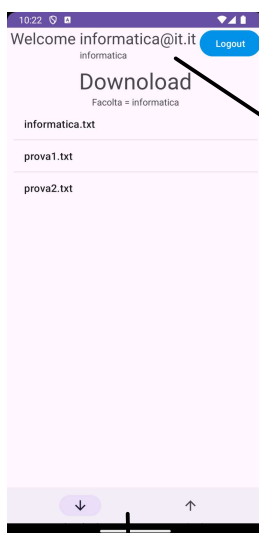 10:22
Welcome informatica@it.it
Logout
informatica
Downoload
Facolta = informatica
informatica.txt
prova1.txt
prova2.txt